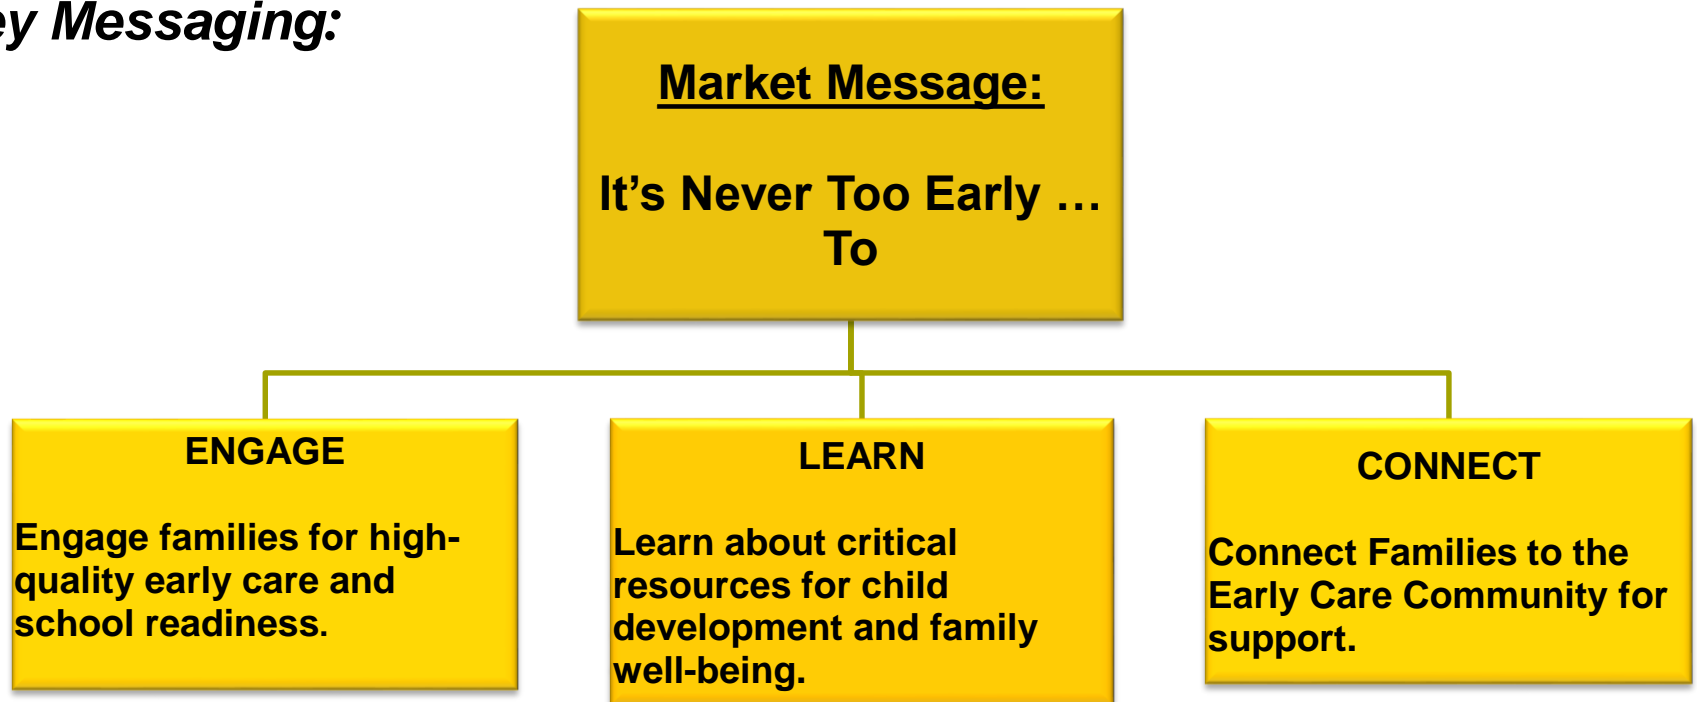 ey Messaging:
Market Message:
It’s Never Too Early …
To
ENGAGE
Engage families for high-
quality early care and
school readiness.
LEARN
Learn about critical
resources for child
development and family
well-being.
CONNECT
Connect Families to the
Early Care Community for
support.